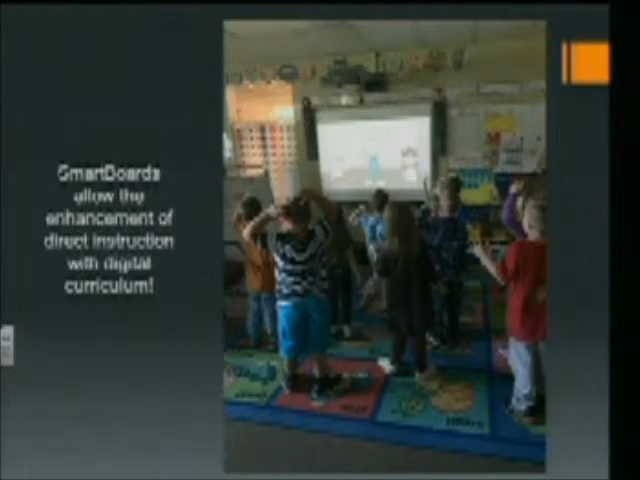 SmartBoards
allow the
enhancement of
direct instruction
with digital
curriculum!